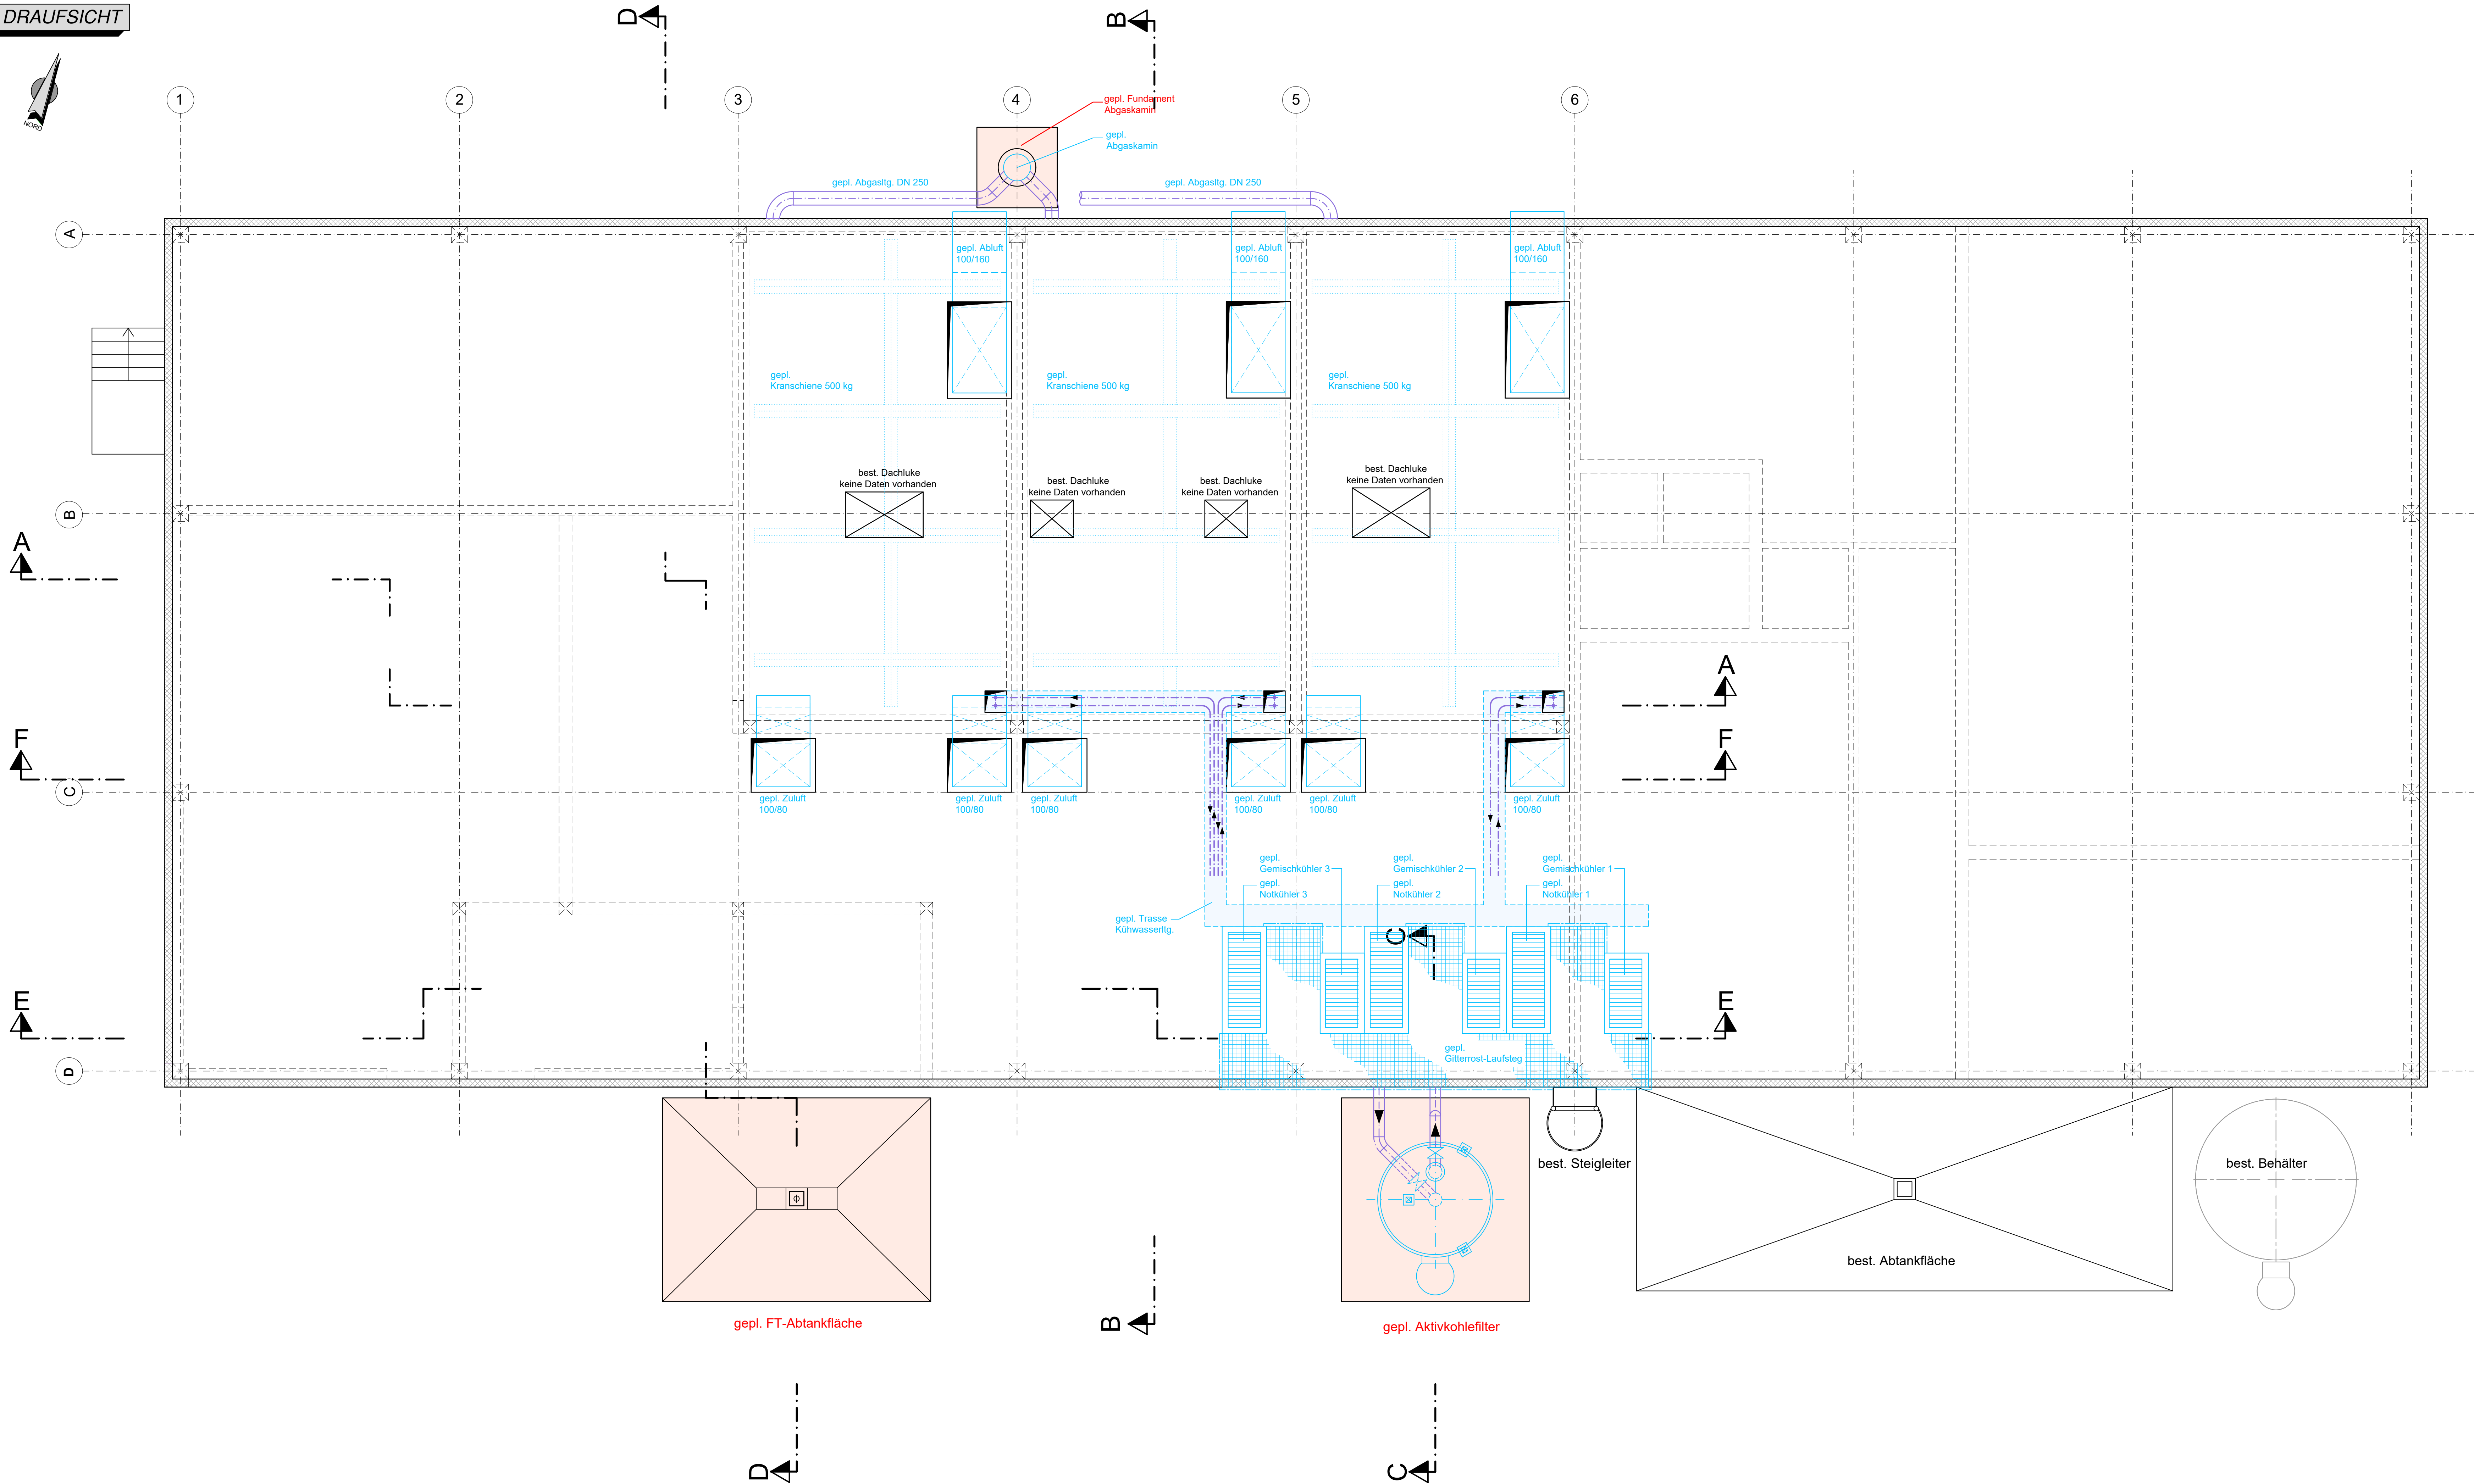 DRAUFSICHT
NORD
D
B
1
2
3
4
5
6
gepl. Fundament
Abgaskamin
gepl.
Abgaskamin
gepl. Abgasltg. DN 250
gepl. Abgasltg. DN 250
A
gepl. Abluft
100/160
gepl. Abluft
100/160
gepl. Abluft
100/160
gepl.
Kranschiene 500 kg
gepl.
Kranschiene 500 kg
gepl.
Kranschiene 500 kg
best. Dachluke
keine Daten vorhanden
best. Dachluke
keine Daten vorhanden
best. Dachluke
keine Daten vorhanden
best. Dachluke
keine Daten vorhanden
B
A
A
F
F
C
gepl. Zuluft
100/80
gepl. Zuluft
100/80
gepl. Zuluft
100/80
gepl. Zuluft
100/80
gepl. Zuluft
100/80
gepl. Zuluft
100/80
gepl.
Gemischkühler 3
gepl.
Notkühler 3
gepl.
Gemischkühler 2
gepl.
Notkühler 2
gepl.
Gemischkühler 1
gepl.
Notkühler 1
gepl. Trasse
Kühwasserltg.
C
E
E
gepl.
Gitterrost-Laufsteg
D
best. Steigleiter
best. Behälter
best. Abtankfläche
gepl. FT-Abtankfläche
B
gepl. Aktivkohlefilter
D
C